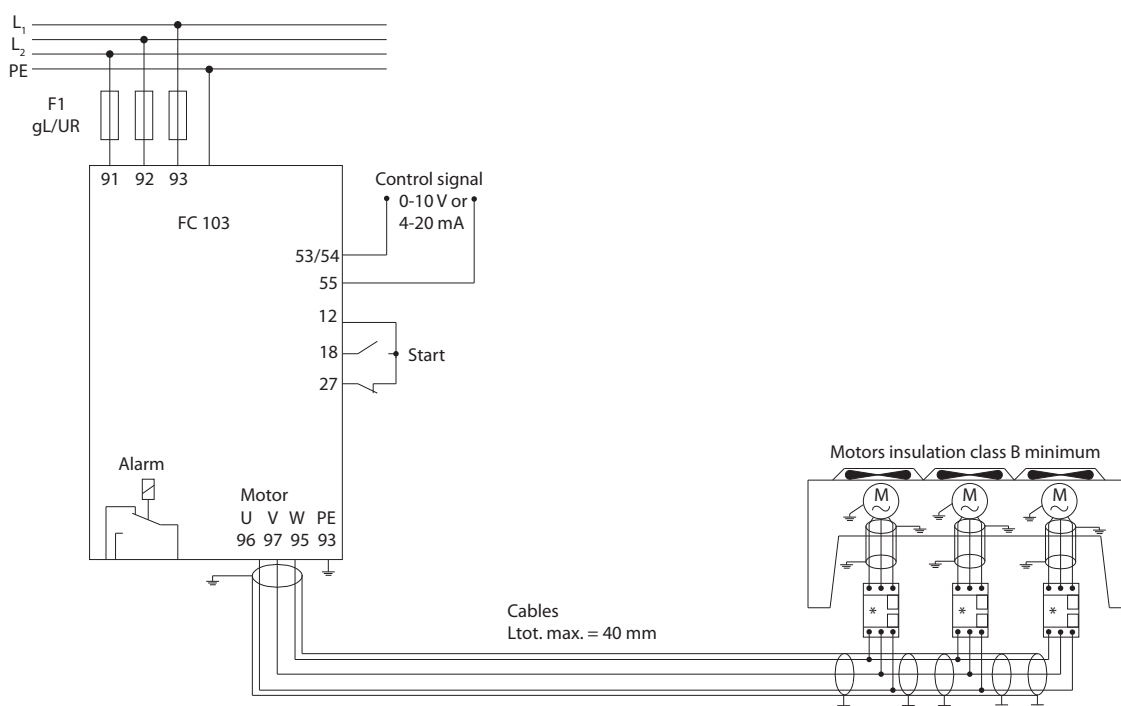 L1
L2
PE
F1
gL/UR
91 92 93
FC 103
Control signal
0-10 V or
4-20 mA
53/54
55
12
18
Start
27
Alarm
Motor
U V W PE
96 97 95 93
Motors insulation class B minimum
M M M
* * *
Cables
Ltot. max. = 40 mm